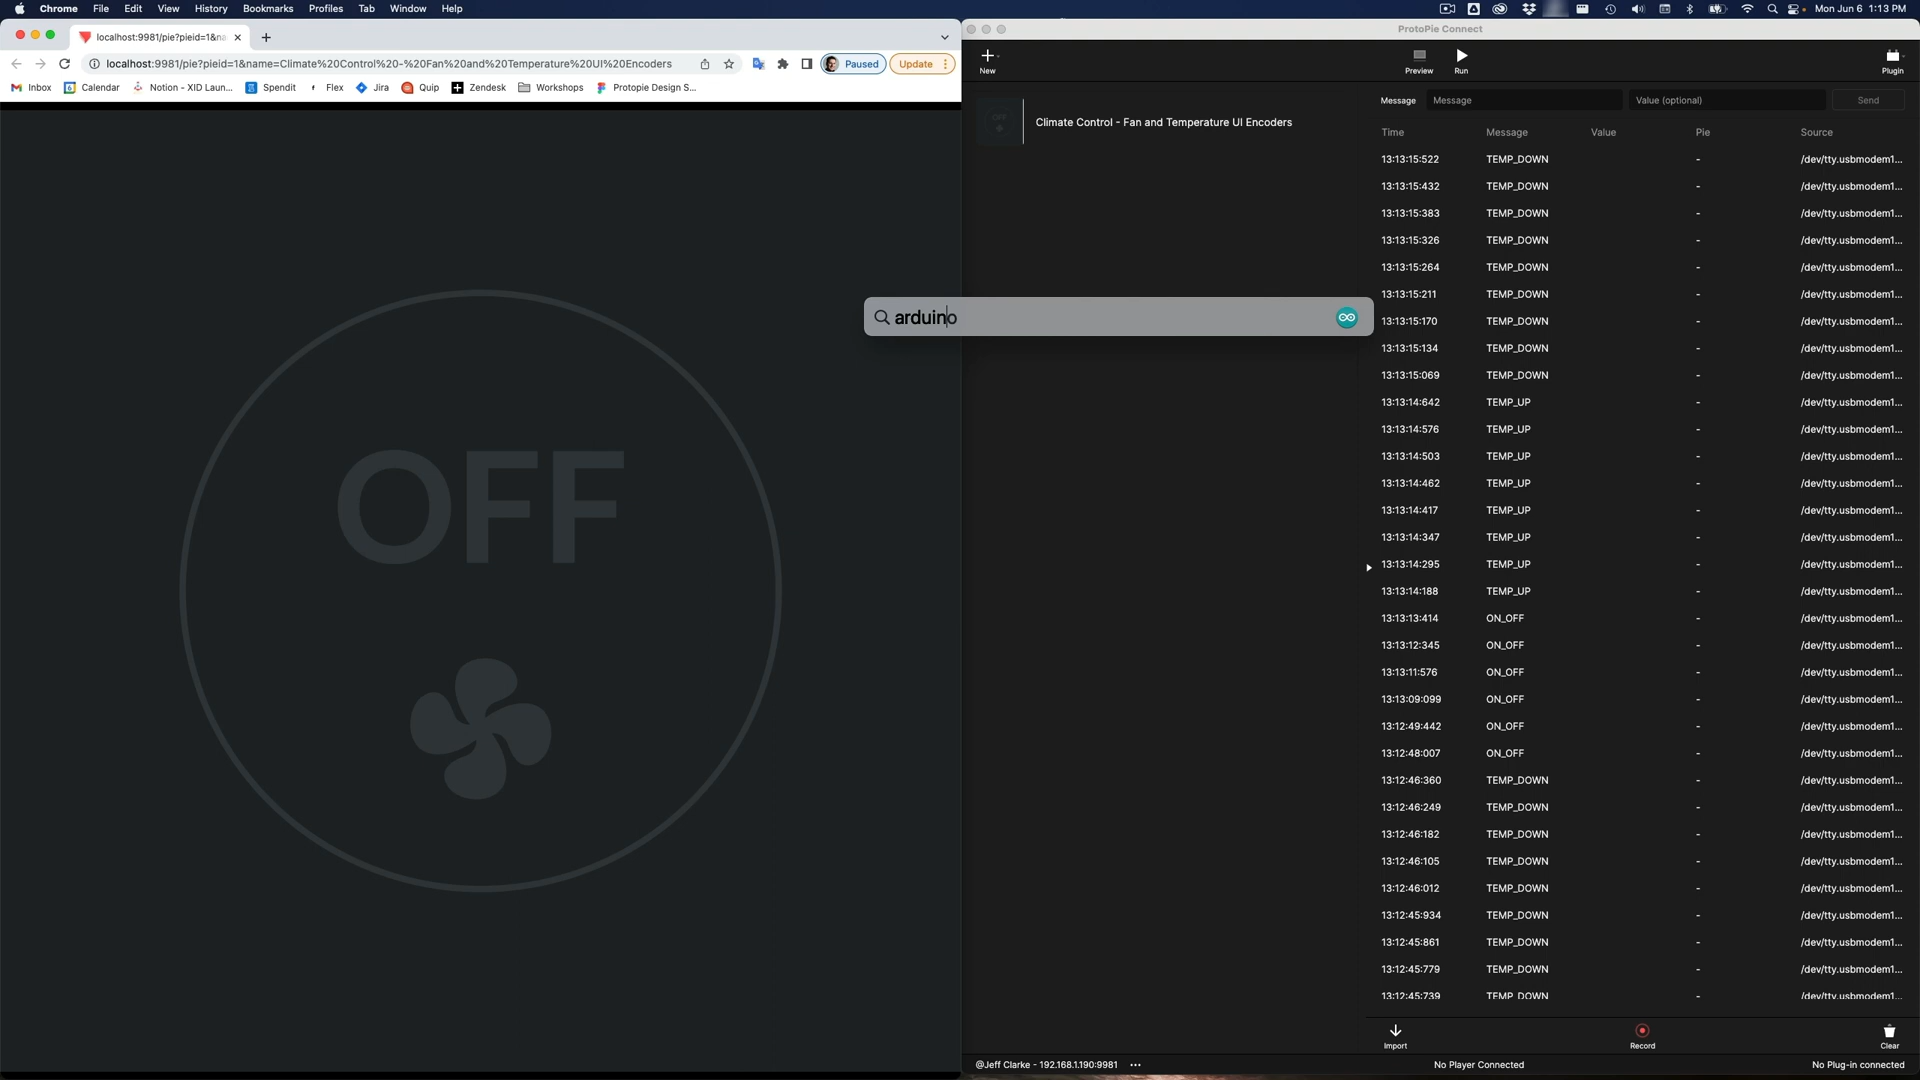 Chrome File Edit View History Bookmarks Profiles Tab Window Help
Mon Jun 6 1:13 PM
localhost:9981/pie?pieid=1&na
ProtoPie Connect
localhost:9981/pie?pieid=1&name=Climate%20Control%20-%20Fan%20and%20Temperature%20UI%20Encoders
Paused
Update
Inbox Calendar Notion - XID Laun... Spendit Flex Jira Quip Zendesk Workshops Protopie Design S...
New
Preview
Run
Plugin
Message Message Value (optional) Send
Climate Control - Fan and Temperature UI Encoders
Time Message Value Pie Source
13:13:15:522 TEMP_DOWN - /dev/tty.usbmodem1...
13:13:15:432 TEMP_DOWN - /dev/tty.usbmodem1...
13:13:15:383 TEMP_DOWN - /dev/tty.usbmodem1...
13:13:15:326 TEMP_DOWN - /dev/tty.usbmodem1...
13:13:15:264 TEMP_DOWN - /dev/tty.usbmodem1...
13:13:15:211 TEMP_DOWN - /dev/tty.usbmodem1...
13:13:15:170 TEMP_DOWN - /dev/tty.usbmodem1...
13:13:15:134 TEMP_DOWN - /dev/tty.usbmodem1...
13:13:15:069 TEMP_DOWN - /dev/tty.usbmodem1...
13:13:14:642 TEMP_UP - /dev/tty.usbmodem1...
13:13:14:576 TEMP_UP - /dev/tty.usbmodem1...
13:13:14:503 TEMP_UP - /dev/tty.usbmodem1...
13:13:14:462 TEMP_UP - /dev/tty.usbmodem1...
13:13:14:417 TEMP_UP - /dev/tty.usbmodem1...
13:13:14:347 TEMP_UP - /dev/tty.usbmodem1...
13:13:14:295 TEMP_UP - /dev/tty.usbmodem1...
13:13:14:188 TEMP_UP - /dev/tty.usbmodem1...
13:13:13:414 ON_OFF - /dev/tty.usbmodem1...
13:13:12:345 ON_OFF - /dev/tty.usbmodem1...
13:13:11:576 ON_OFF - /dev/tty.usbmodem1...
13:13:09:099 ON_OFF - /dev/tty.usbmodem1...
13:12:49:442 ON_OFF - /dev/tty.usbmodem1...
13:12:48:007 ON_OFF - /dev/tty.usbmodem1...
13:12:46:360 TEMP_DOWN - /dev/tty.usbmodem1...
13:12:46:249 TEMP_DOWN - /dev/tty.usbmodem1...
13:12:46:182 TEMP_DOWN - /dev/tty.usbmodem1...
13:12:46:105 TEMP_DOWN - /dev/tty.usbmodem1...
13:12:46:012 TEMP_DOWN - /dev/tty.usbmodem1...
13:12:45:934 TEMP_DOWN - /dev/tty.usbmodem1...
13:12:45:861 TEMP_DOWN - /dev/tty.usbmodem1...
13:12:45:779 TEMP_DOWN - /dev/tty.usbmodem1...
13:12:45:739 TEMP_DOWN - /dev/tty.usbmodem1...
arduino
OFF
Import
Record
Clear
@Jeff Clarke - 192.168.1.190:9981 ...
No Player Connected
No Plug-in connected